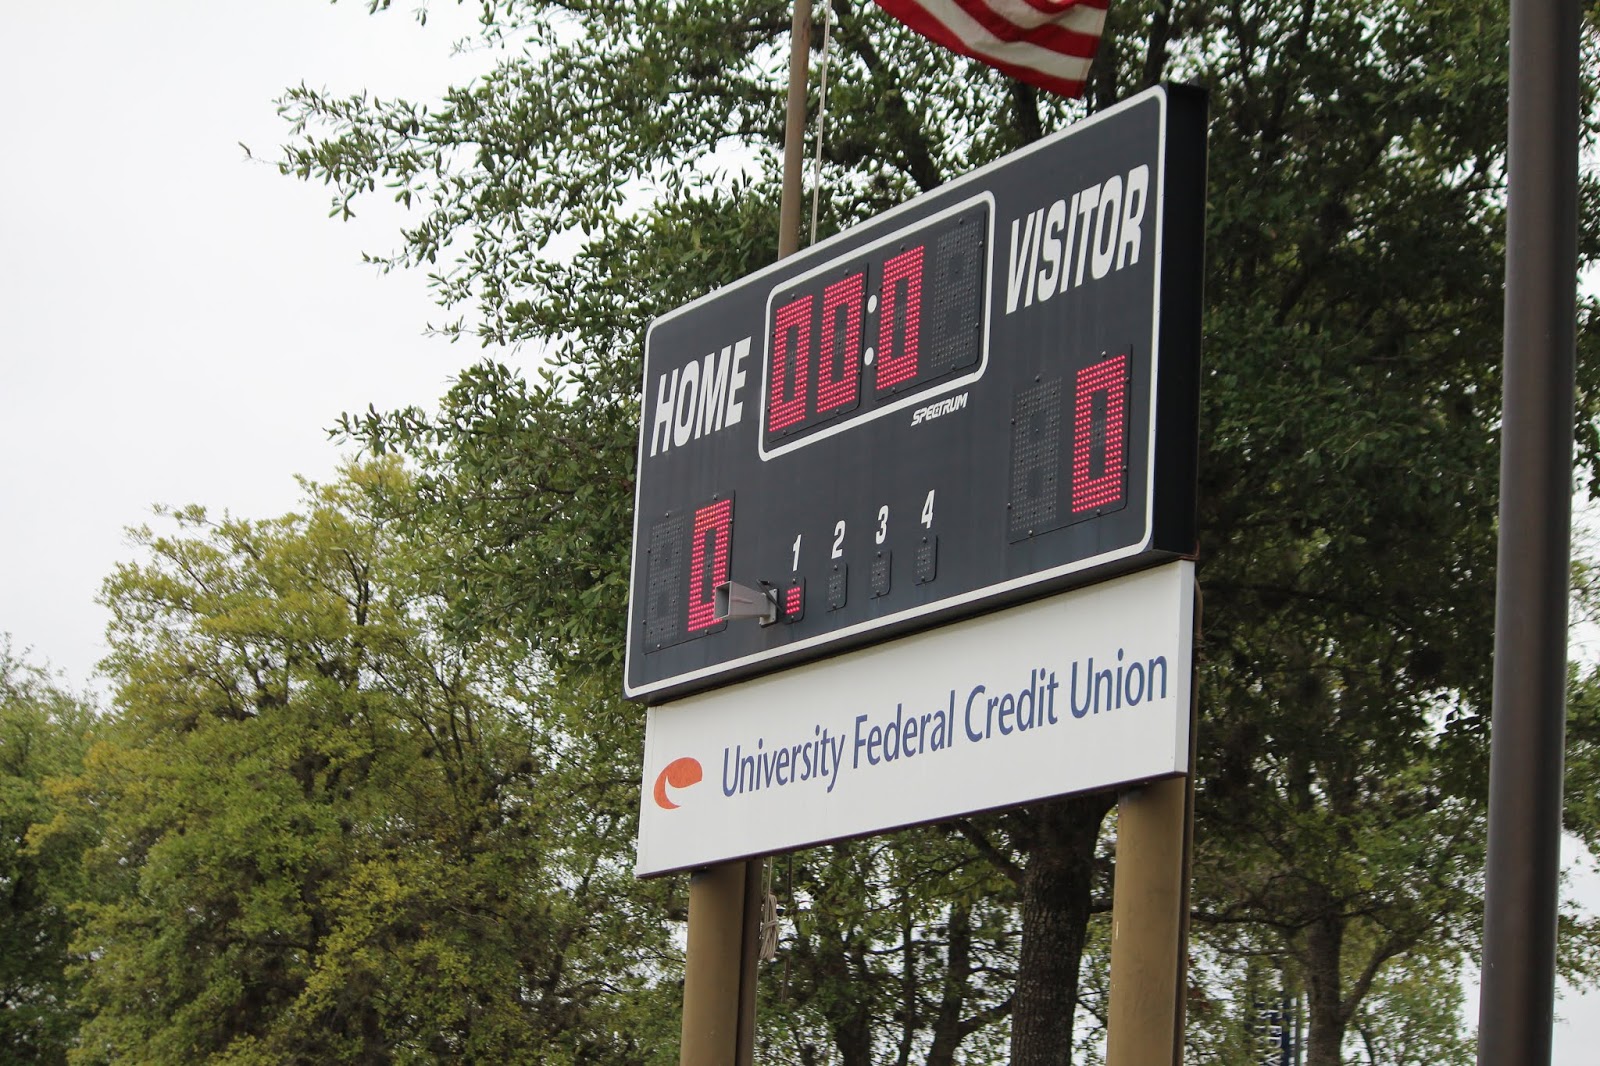 HOME
00:0
VISITOR
SPECTRUM
0
0
1 2 3 4
University Federal Credit Union